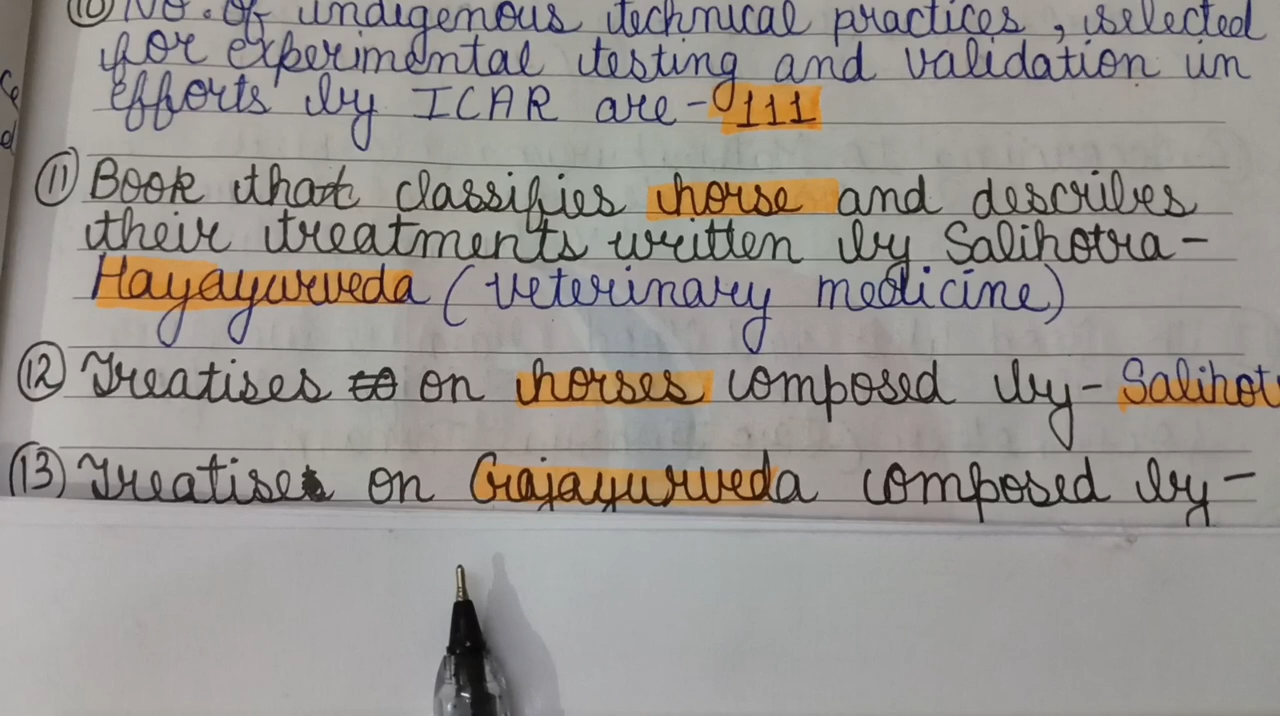 ⑩ No. of indigenous technical practices, selected
for experimental testing and validation in
efforts by ICAR are - 111
⑪ Book that classifies horse and describes
their treatments written by Salihotra -
Hayayurveda (veterinary medicine)
⑫ Treatises on horses composed by - Salihot
⑬ Treatise on Gajayurveda composed by -